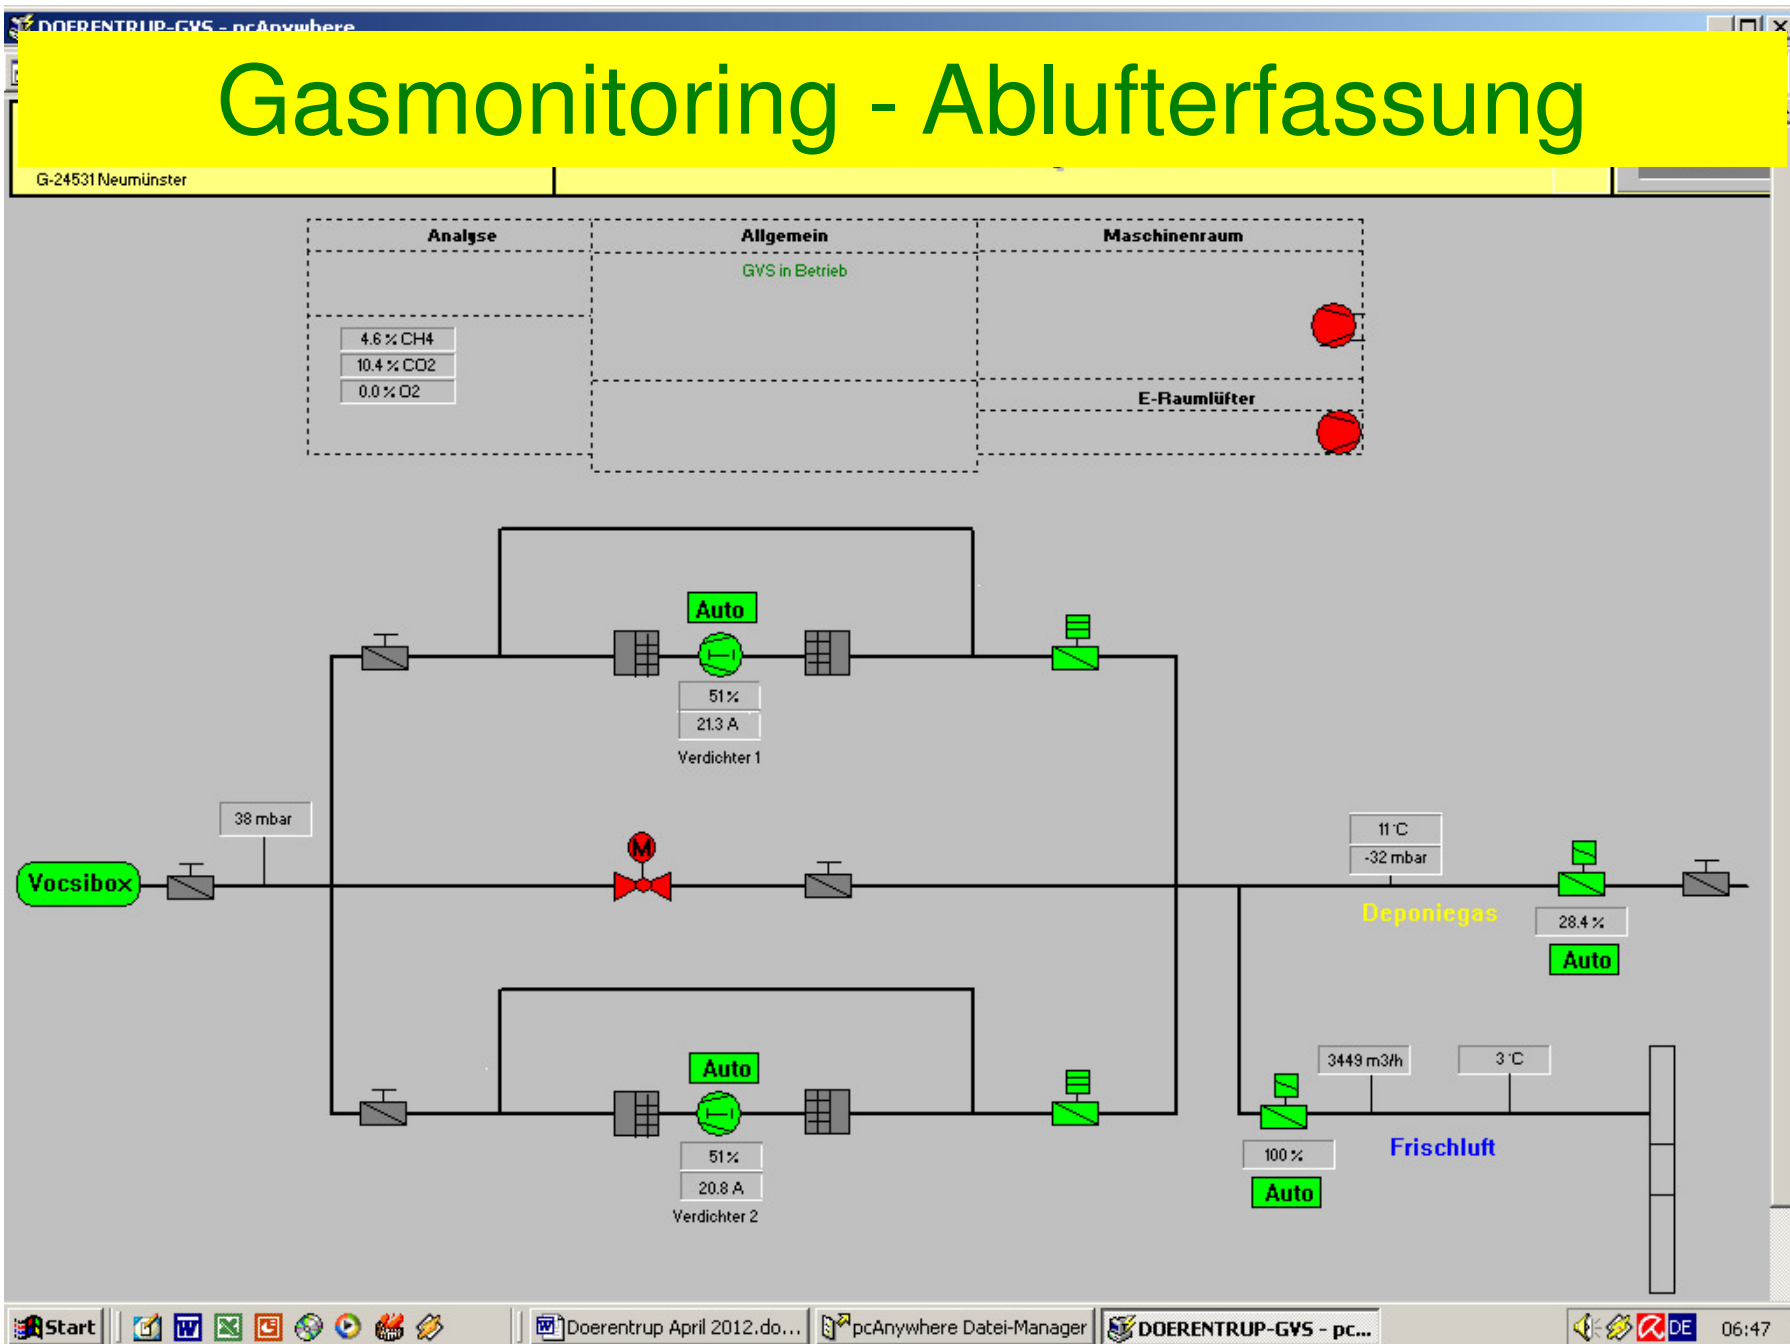 DOERENTRUP-GVS - pcAnywhere
Gasmonitoring - Ablufterfassung
G-24531 Neumünster
Analyse
Allgemein
Maschinenraum
GVS in Betrieb
4.6 % CH4
10.4 % CO2
0.0 % O2
E-Raumlüfter
Auto
51 %
21.3 A
Verdichter 1
38 mbar
M
11°C
-32 mbar
Vocsibox
Deponiegas
28.4 %
Auto
Auto
3449 m3/h
3°C
51 %
100 %
Frischluft
20.8 A
Auto
Verdichter 2
Start
Doerentrup April 2012.do...
pcAnywhere Datei-Manager
DOERENTRUP-GVS - pc...
DE
06:47